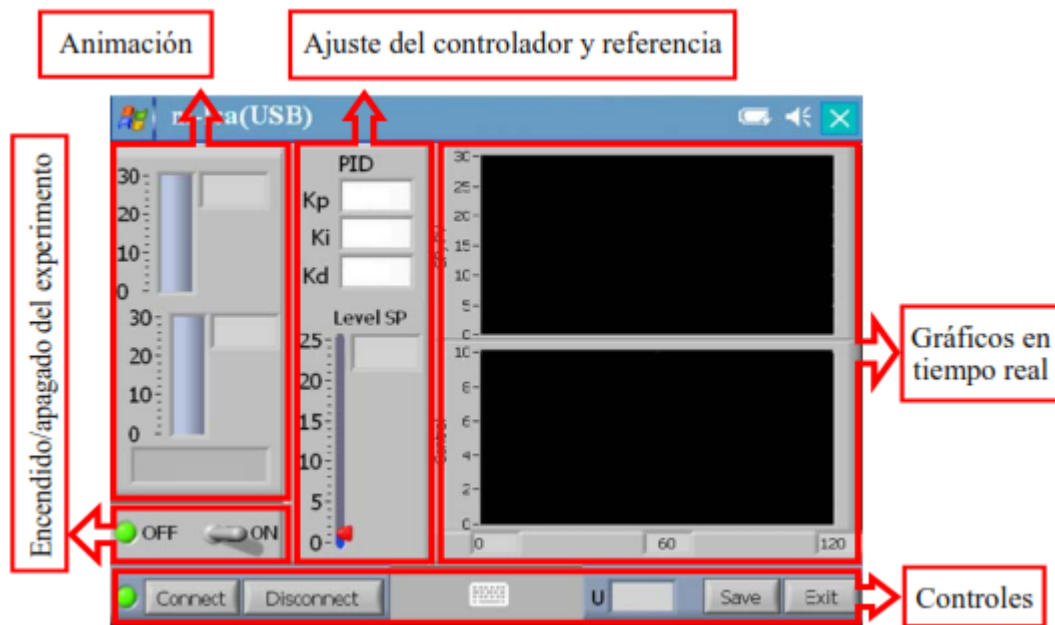 Animación
Ajuste del controlador y referencia
(USB)
PID
Kp
Ki
Kd
Level SP
30
20
10
0
30
20
10
0
25
20
15
10
5
0
30
25
20
15
10
5
0
10
8
6
4
2
0
0
60
120
Encendido/apagado del experimento
OFF
ON
Gráficos en
tiempo real
Connect
Disconnect
U
Save
Exit
Controles